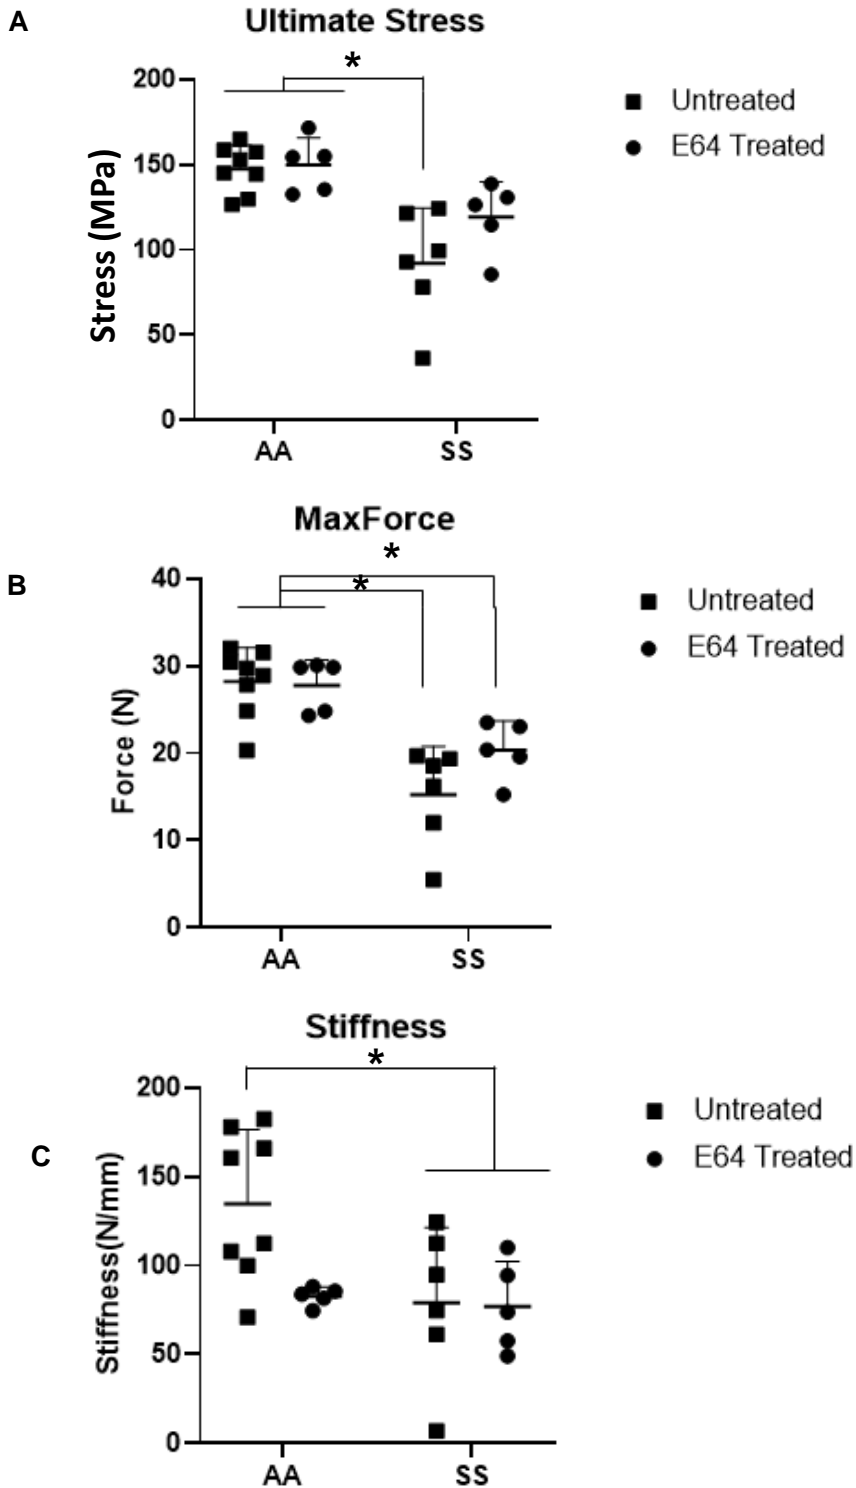 A
Ultimate Stress
*
200
150
100
50
0
Stress (MPa)
AA
SS
Untreated
E64 Treated
B
MaxForce
*
*
40
30
20
10
0
Force (N)
AA
SS
Untreated
E64 Treated
C
Stiffness
*
200
150
100
50
0
Stiffness(N/mm)
AA
SS
Untreated
E64 Treated